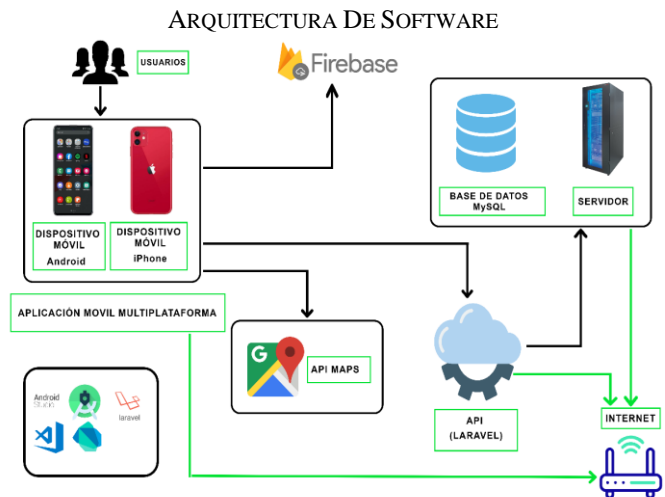 ARQUITECTURA DE SOFTWARE
USUARIOS
Firebase
DISPOSITIVO
MÓVIL
Android
DISPOSITIVO
MÓVIL
iPhone
BASE DE DATOS
MySQL
SERVIDOR
APLICACIÓN MOVIL MULTIPLATAFORMA
G
API MAPS
Android
Studio
laravel
API
(LARAVEL)
INTERNET